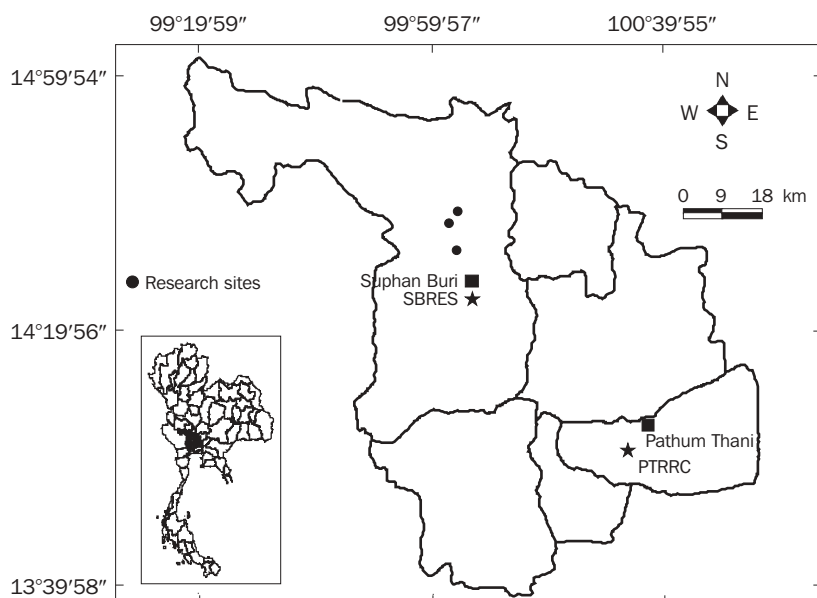 99°19′59″ 99°59′57″ 100°39′55″
14°59′54″
N
W E
S
0 9 18 km
Research sites
Suphan Buri
SBRES
14°19′56″
Pathum Thani
PTRRC
13°39′58″